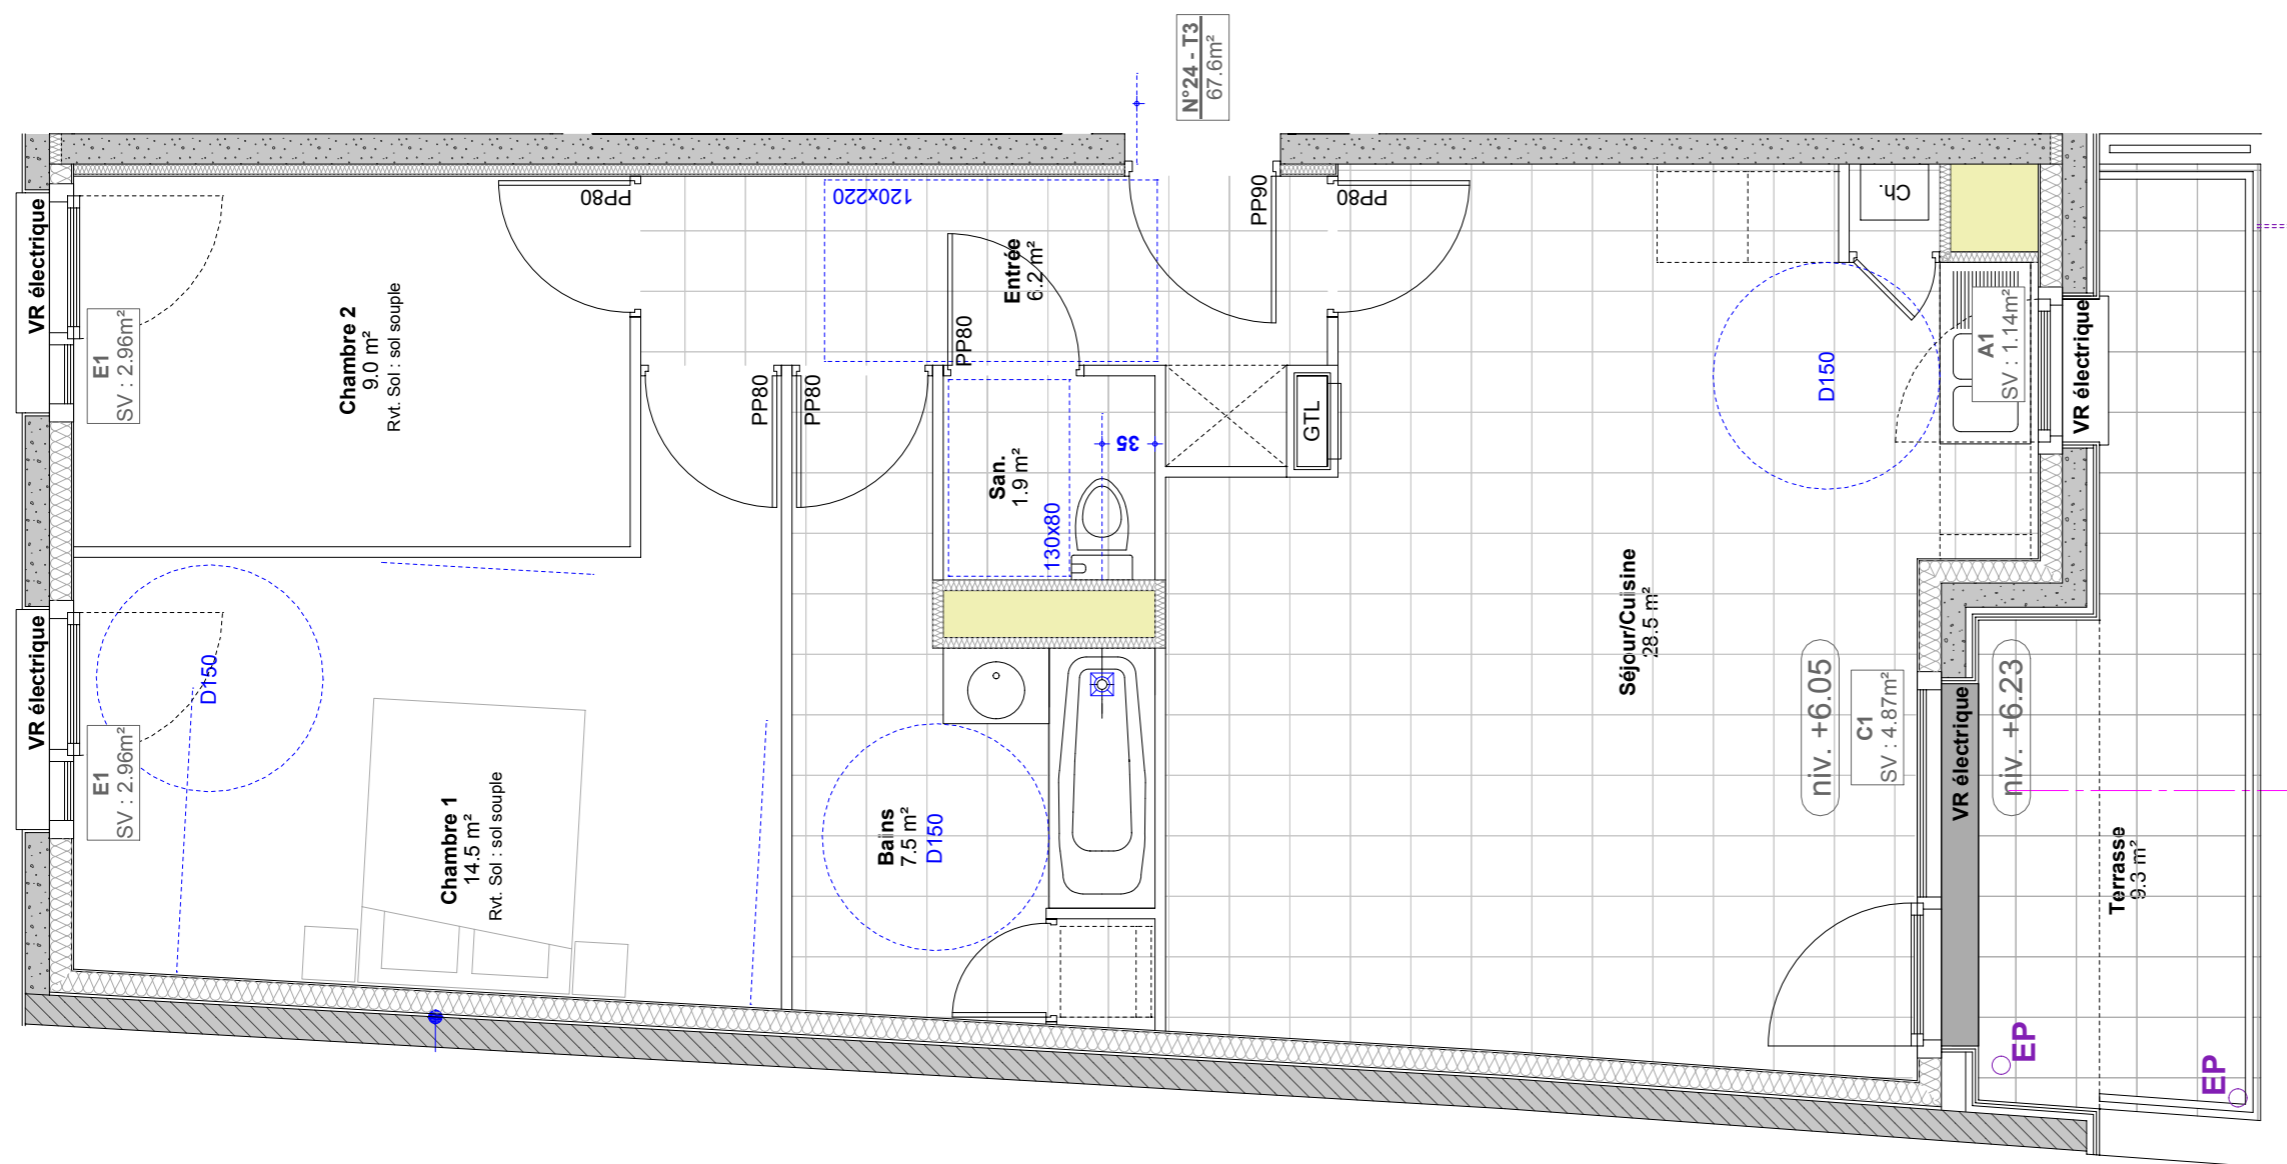 N°24 - T3
67.6m²
VR électrique
E1
SV : 2.96m²
Chambre 2
9.0 m²
Rvt. Sol : sol souple
PP80
120x220
Entrée
6.2 m²
PP90
PP80
Ch.
PP80
PP80
PP80
San.
1.9 m²
130x80
35
GTL
D150
A1
SV : 1.14m²
VR électrique
VR électrique
E1
SV : 2.96m²
D150
Chambre 1
14.5 m²
Rvt. Sol : sol souple
Bains
7.5 m²
D150
Séjour/Cuisine
28.5 m²
niv. +6.05
C1
SV : 4.87m²
VR électrique
niv. +6.23
Terrasse
9.3 m²
EP
EP